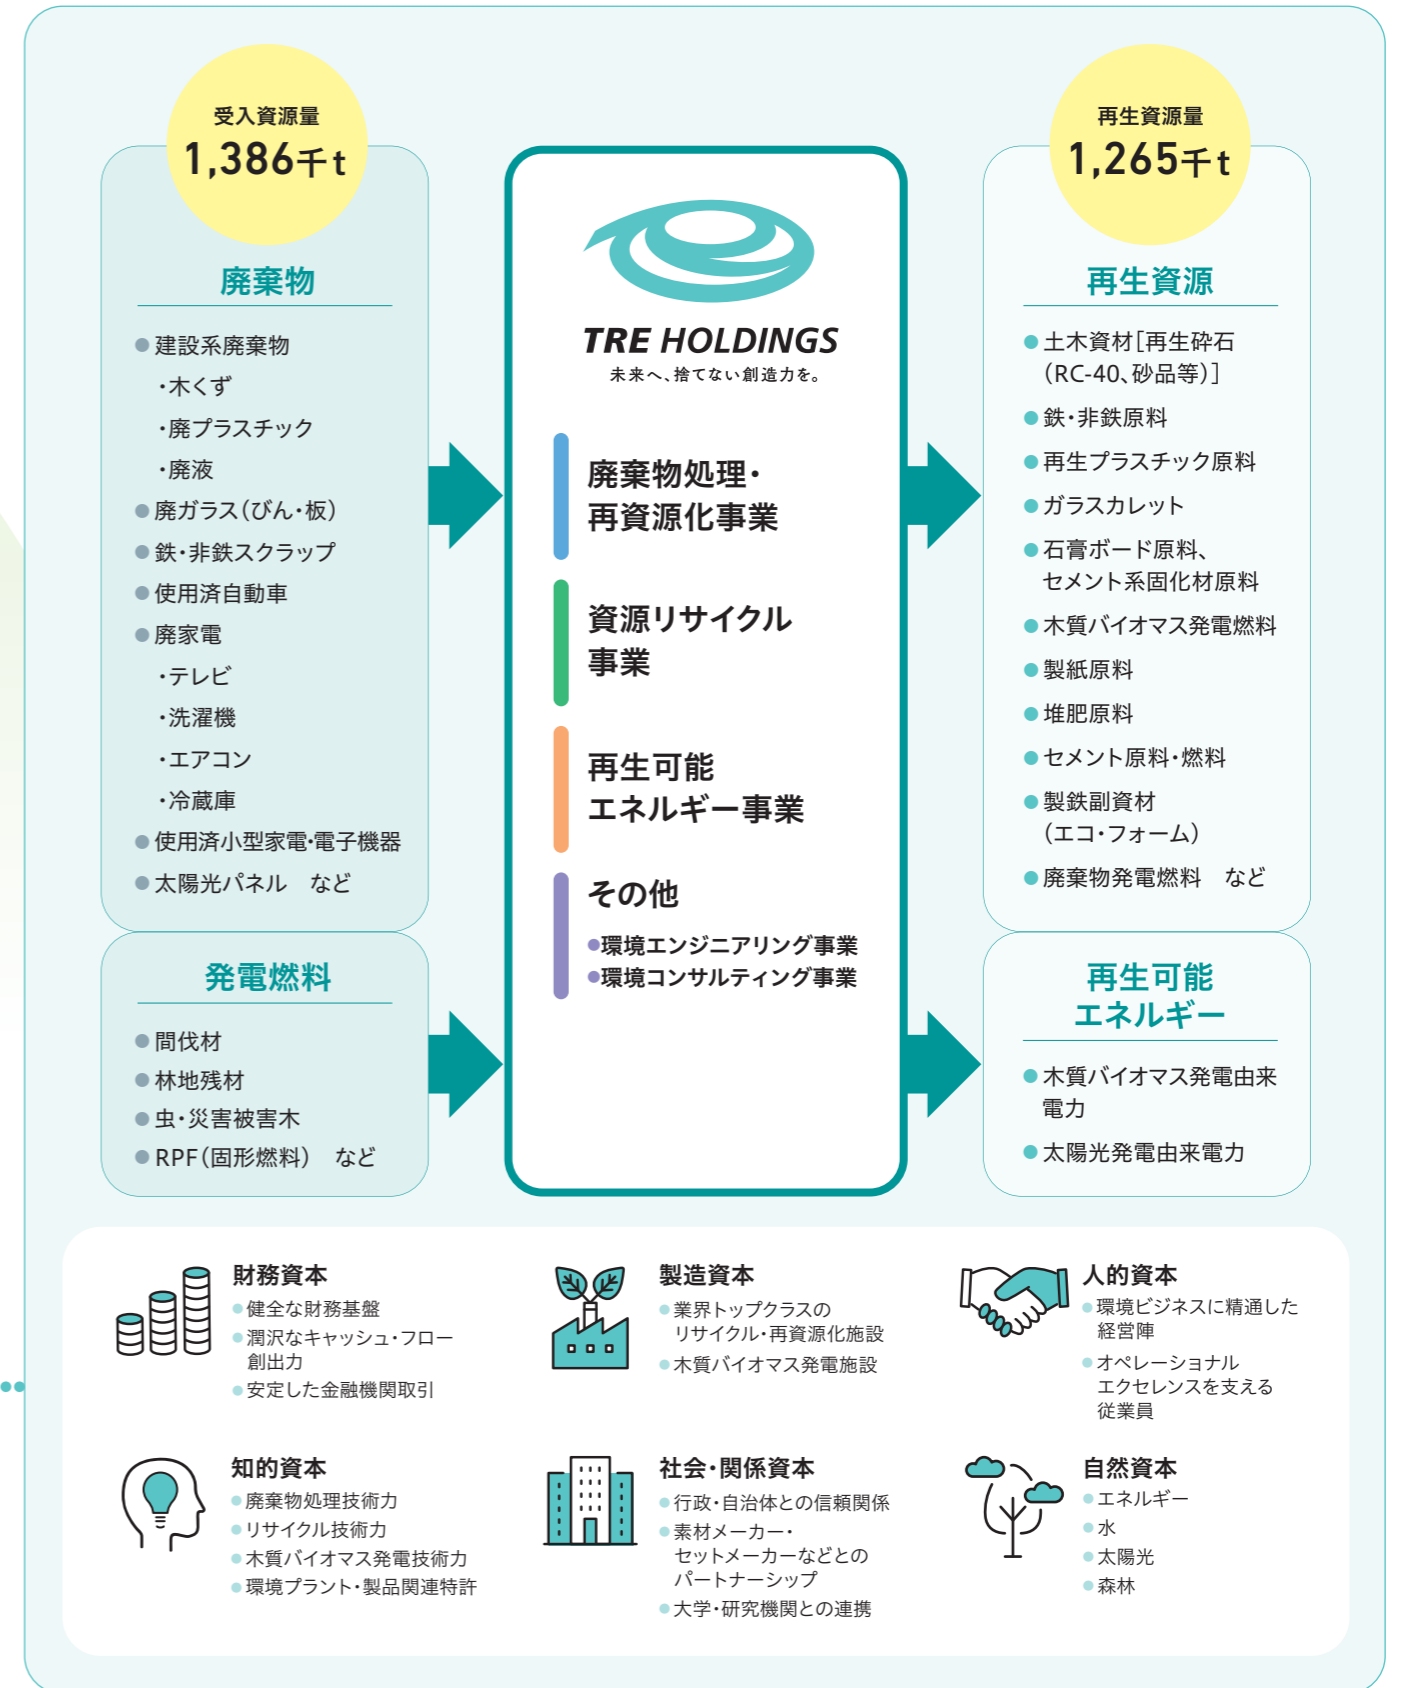 受入資源量
1,386千t
廃棄物
●建設系廃棄物
・木くず
・廃プラスチック
・廃液
●廃ガラス(びん・板)
●鉄・非鉄スクラップ
●使用済自動車
●廃家電
・テレビ
・洗濯機
・エアコン
・冷蔵庫
●使用済小型家電・電子機器
●太陽光パネル　など
発電燃料
●間伐材
●林地残材
●虫・災害被害木
●RPF(固形燃料)　など
TRE HOLDINGS
未来へ、捨てない創造力を。
廃棄物処理・
再資源化事業
資源リサイクル
事業
再生可能
エネルギー事業
その他
●環境エンジニアリング事業
●環境コンサルティング事業
再生資源量
1,265千t
再生資源
●土木資材[再生砕石
(RC-40、砂品等)]
●鉄・非鉄原料
●再生プラスチック原料
●ガラスカレット
●石膏ボード原料、
セメント系固化材原料
●木質バイオマス発電燃料
●製紙原料
●堆肥原料
●セメント原料・燃料
●製鉄副資材
(エコ・フォーム)
●廃棄物発電燃料　など
再生可能
エネルギー
●木質バイオマス発電由来
電力
●太陽光発電由来電力
財務資本
●健全な財務基盤
●潤沢なキャッシュ・フロー
創出力
●安定した金融機関取引
製造資本
●業界トップクラスの
リサイクル・再資源化施設
●木質バイオマス発電施設
人的資本
●環境ビジネスに精通した
経営陣
●オペレーショナル
エクセレンスを支える
従業員
知的資本
●廃棄物処理技術力
●リサイクル技術力
●木質バイオマス発電技術力
●環境プラント・製品関連特許
社会・関係資本
●行政・自治体との信頼関係
●素材メーカー・
セットメーカーなどとの
パートナーシップ
●大学・研究機関との連携
自然資本
●エネルギー
●水
●太陽光
●森林